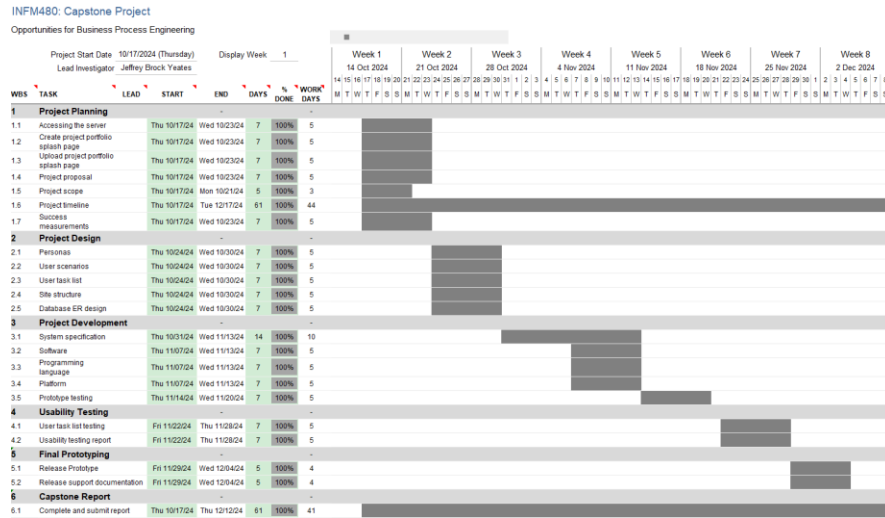 INFM480: Capstone Project
Opportunities for Business Process Engineering
Project Start Date 10/17/2024 (Thursday) Display Week 1 Week 1 Week 2 Week 3 Week 4 Week 5 Week 6 Week 7 Week 8
Lead Investigator Jeffrey Brock Yeates 14 Oct 2024 21 Oct 2024 28 Oct 2024 4 Nov 2024 11 Nov 2024 18 Nov 2024 25 Nov 2024 2 Dec 2024
14 15 16 17 18 19 20 21 22 23 24 25 26 27 28 29 30 31 1 2 3 4 5 6 7 8 9 10 11 12 13 14 15 16 17 18 19 20 21 22 23 24 25 26 27 28 29 30 1 2 3 4 5 6 7
WBS TASK LEAD START END DAYS % DONE WORK DAYS M T W T F S S M T W T F S S M T W T F S S M T W T F S S M T W T F S S M T W T F S S M T W T F S S M T W T F S
1 Project Planning - -
1.1 Accessing the server Thu 10/17/24 Wed 10/23/24 7 100% 5
1.2 Create project portfolio splash page Thu 10/17/24 Wed 10/23/24 7 100% 5
1.3 Upload project portfolio splash page Thu 10/17/24 Wed 10/23/24 7 100% 5
1.4 Project proposal Thu 10/17/24 Wed 10/23/24 7 100% 5
1.5 Project scope Thu 10/17/24 Mon 10/21/24 5 100% 3
1.6 Project timeline Thu 10/17/24 Tue 12/17/24 61 100% 44
1.7 Success measurements Thu 10/17/24 Wed 10/23/24 7 100% 5
2 Project Design - -
2.1 Personas Thu 10/24/24 Wed 10/30/24 7 100% 5
2.2 User scenarios Thu 10/24/24 Wed 10/30/24 7 100% 5
2.3 User task list Thu 10/24/24 Wed 10/30/24 7 100% 5
2.4 Site structure Thu 10/24/24 Wed 10/30/24 7 100% 5
2.5 Database ER design Thu 10/24/24 Wed 10/30/24 7 100% 5
3 Project Development - -
3.1 System specification Thu 10/31/24 Wed 11/13/24 14 100% 10
3.2 Software Thu 11/07/24 Wed 11/13/24 7 100% 5
3.3 Programming language Thu 11/07/24 Wed 11/13/24 7 100% 5
3.4 Platform Thu 11/07/24 Wed 11/13/24 7 100% 5
3.5 Prototype testing Thu 11/14/24 Wed 11/20/24 7 100% 5
4 Usability Testing - -
4.1 User task list testing Fri 11/22/24 Thu 11/28/24 7 100% 5
4.2 Usability testing report Fri 11/22/24 Thu 11/28/24 7 100% 5
5 Final Prototyping - -
5.1 Release Prototype Fri 11/29/24 Wed 12/04/24 5 100% 4
5.2 Release support documentation Fri 11/29/24 Wed 12/04/24 5 100% 4
6 Capstone Report - -
6.1 Complete and submit report Thu 10/17/24 Thu 12/12/24 61 100% 41